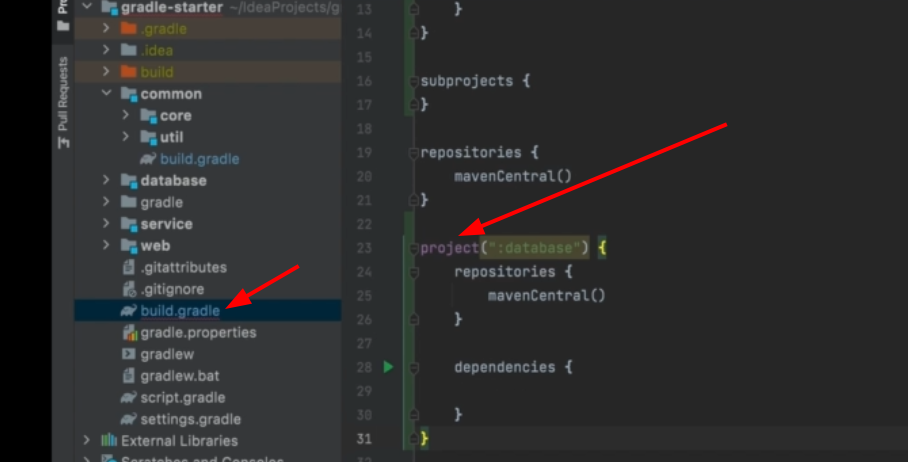 Pull Requests
gradle-starter ~/IdeaProjects/g
.gradle
.idea
build
common
core
util
build.gradle
database
gradle
service
web
.gitattributes
.gitignore
build.gradle
gradle.properties
gradlew
gradlew.bat
script.gradle
settings.gradle
External Libraries
Scratches and Consoles
13 }
14 }
15
16 subprojects {
17 }
18
19 repositories {
20 mavenCentral()
21 }
22
23 project(":database") {
24 repositories {
25 mavenCentral()
26 }
27
28 dependencies {
29
30 }
31 }
32